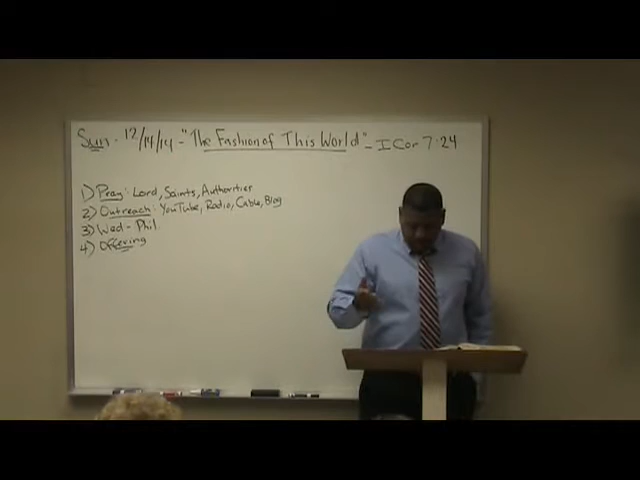 Sun. 12/14/14 - "The Fashion of This World" - I Cor 7:24
1) Pray: Lord, Saints, Authorities
2) Outreach: YouTube, Radio, Cable, Blog
3) Wed - Phil.
4) Offering